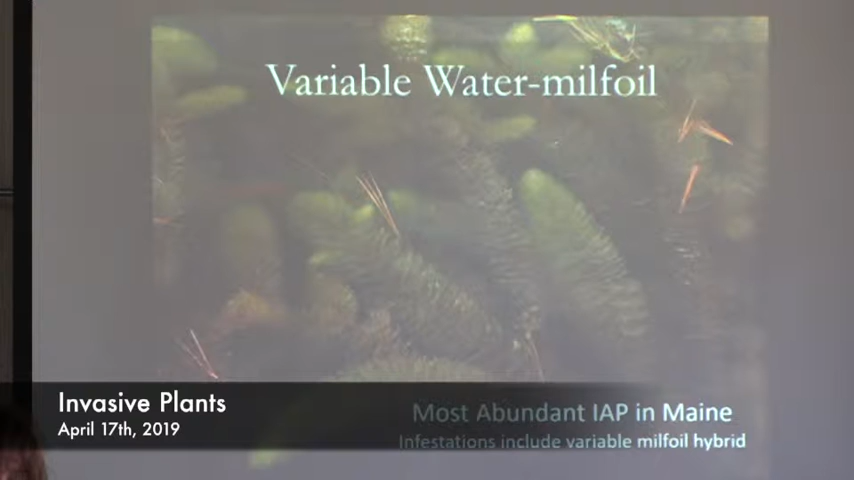 Variable Water-milfoil
Invasive Plants
April 17th, 2019
Most Abundant IAP in Maine
Infestations include variable milfoil hybrid